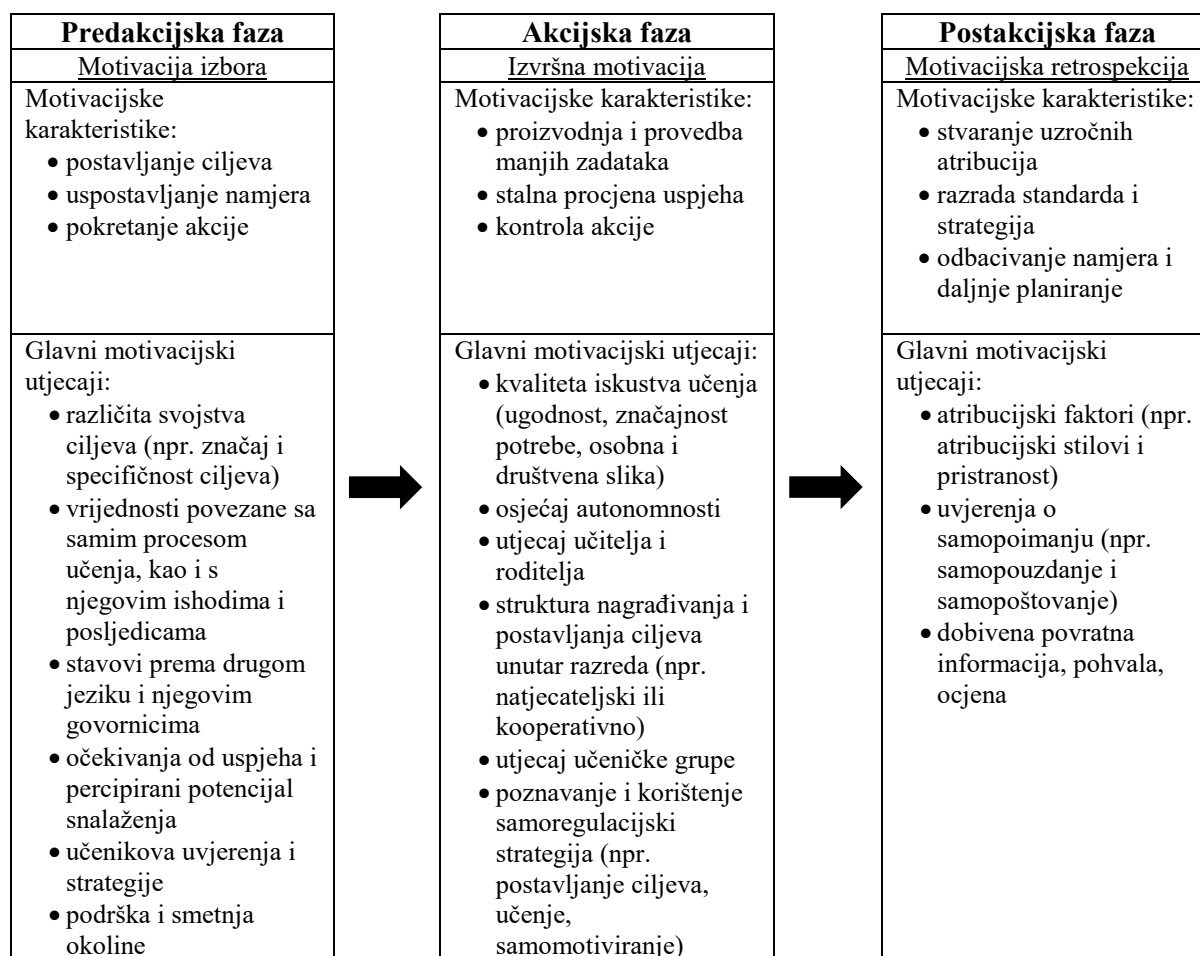 Predakcijska faza
Motivacija izbora
Motivacijske
karakteristike:
• postavljanje ciljeva
• uspostavljanje namjera
• pokretanje akcije
Glavni motivacijski
utjecaji:
• različita svojstva
ciljeva (npr. značaj i
specifičnost ciljeva)
• vrijednosti povezane sa
samim procesom
učenja, kao i s
njegovim ishodima i
posljedicama
• stavovi prema drugom
jeziku i njegovim
govornicima
• očekivanja od uspjeha i
percipirani potencijal
snalaženja
• učenikova uvjerenja i
strategije
• podrška i smetnja
okoline
Akcijska faza
Izvršna motivacija
Motivacijske karakteristike:
• proizvodnja i provedba
manjih zadataka
• stalna procjena uspjeha
• kontrola akcije
Glavni motivacijski utjecaji:
• kvaliteta iskustva učenja
(ugodnost, značajnost
potrebe, osobna i
društvena slika)
• osjećaj autonomnosti
• utjecaj učitelja i
roditelja
• struktura nagrađivanja i
postavljanja ciljeva
unutar razreda (npr.
natjecateljski ili
kooperativno)
• utjecaj učeničke grupe
• poznavanje i korištenje
samoregulacijski
strategija (npr.
postavljanje ciljeva,
učenje,
samomotiviranje)
Postakcijska faza
Motivacijska retrospekcija
Motivacijske karakteristike:
• stvaranje uzročnih
atribucija
• razrada standarda i
strategija
• odbacivanje namjera i
daljnje planiranje
Glavni motivacijski
utjecaji:
• atribucijski faktori (npr.
atribucijski stilovi i
pristranost)
• uvjerenja o
samopoimanju (npr.
samopouzdanje i
samopoštovanje)
• dobivena povratna
informacija, pohvala,
ocjena